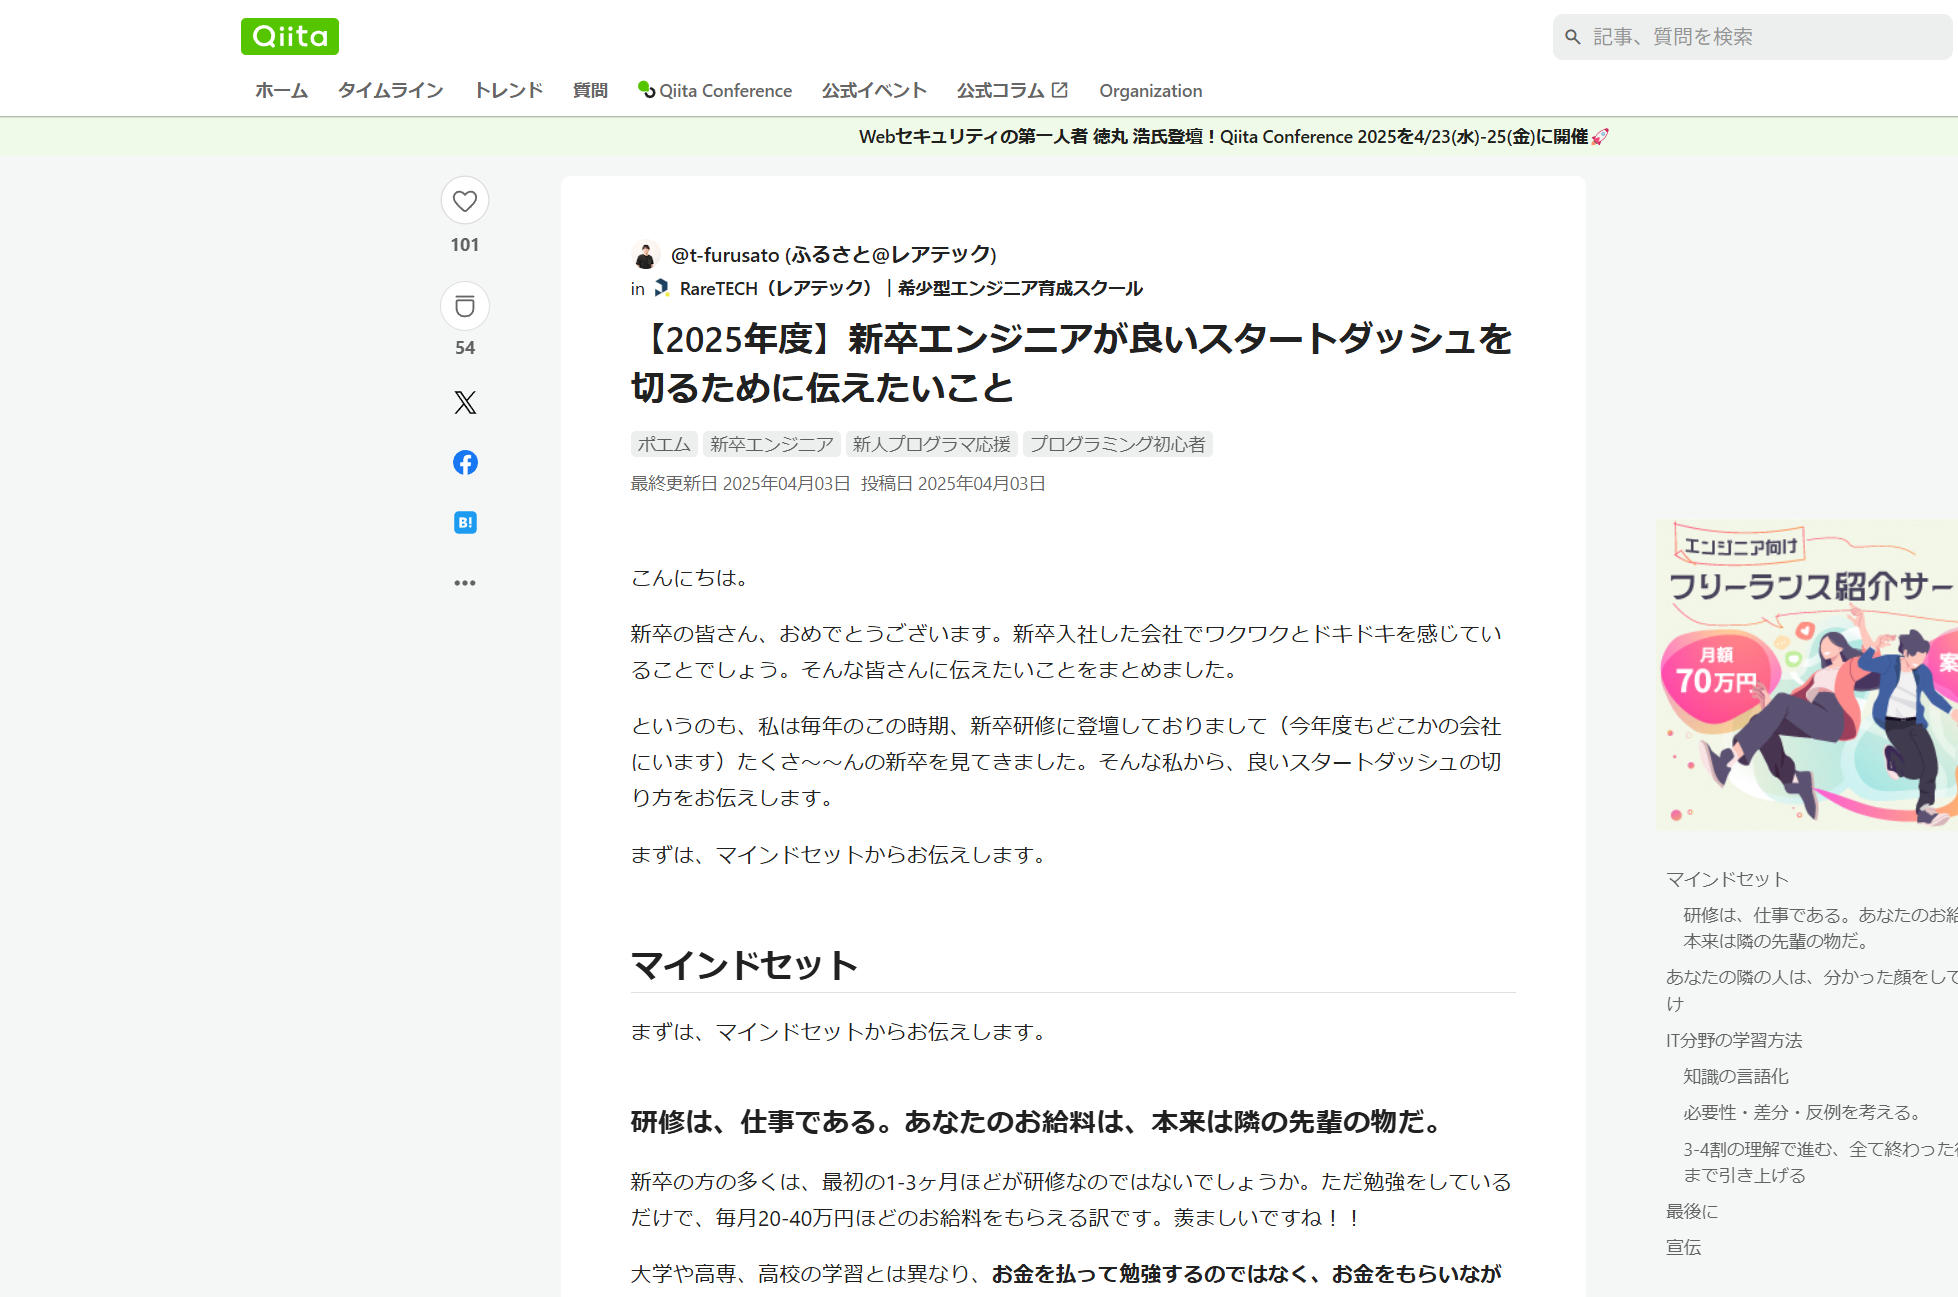 Qiita
記事、質問を検索
ホーム タイムライン トレンド 質問 Qiita Conference 公式イベント 公式コラム Organization
Webセキュリティの第一人者 徳丸 浩氏登壇！Qiita Conference 2025を4/23(水)-25(金)に開催🚀
101
54
B!
@t-furusato (ふるさと@レアテック)
in RareTECH（レアテック）｜希少型エンジニア育成スクール
【2025年度】新卒エンジニアが良いスタートダッシュを
切るために伝えたいこと
ポエム 新卒エンジニア 新人プログラマ応援 プログラミング初心者
最終更新日 2025年04月03日 投稿日 2025年04月03日
こんにちは。
新卒の皆さん、おめでとうございます。新卒入社した会社でワクワクとドキドキを感じてい
ることでしょう。そんな皆さんに伝えたいことをまとめました。
というのも、私は毎年のこの時期、新卒研修に登壇しておりまして（今年度もどこかの会社
にいます）たくさ〜〜んの新卒を見てきました。そんな私から、良いスタートダッシュの切
り方をお伝えします。
まずは、マインドセットからお伝えします。
マインドセット
まずは、マインドセットからお伝えします。
研修は、仕事である。あなたのお給料は、本来は隣の先輩の物だ。
新卒の方の多くは、最初の1-3ヶ月ほどが研修なのではないでしょうか。ただ勉強をしている
だけで、毎月20-40万円ほどのお給料をもらえる訳です。羨ましいですね！！
大学や高専、高校の学習とは異なり、お金を払って勉強するのではなく、お金をもらいなが
エンジニア向け
フリーランス紹介サー
月額
70万円
案
マインドセット
研修は、仕事である。あなたのお給
本来は隣の先輩の物だ。
あなたの隣の人は、分かった顔をして
け
IT分野の学習方法
知識の言語化
必要性・差分・反例を考える。
3-4割の理解で進む、全て終わった後
まで引き上げる
最後に
宣伝